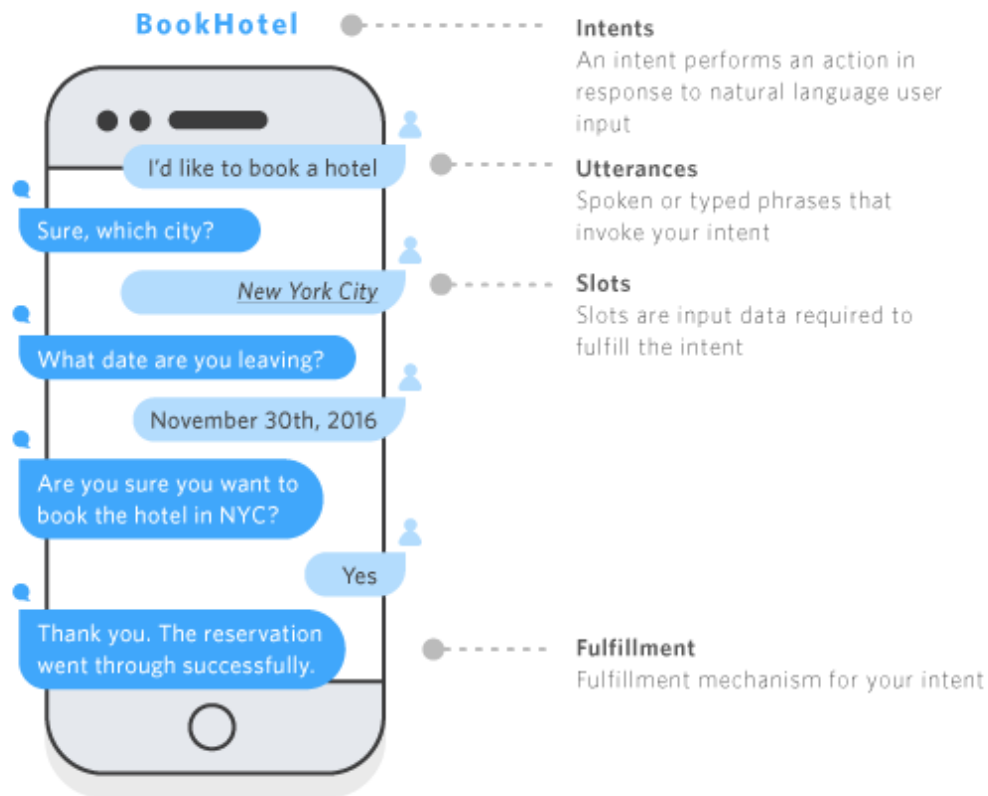 BookHotel
Intents
An intent performs an action in
response to natural language user
input
I'd like to book a hotel
Utterances
Spoken or typed phrases that
invoke your intent
Sure, which city?
New York City
Slots
Slots are input data required to
fulfill the intent
What date are you leaving?
November 30th, 2016
Are you sure you want to
book the hotel in NYC?
Yes
Thank you. The reservation
went through successfully.
Fulfillment
Fulfillment mechanism for your intent